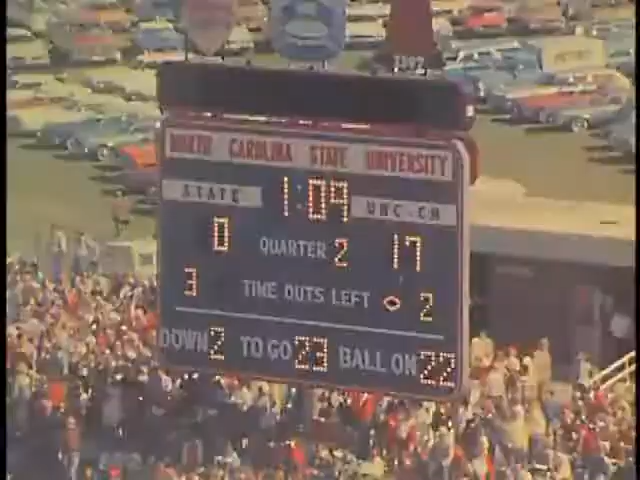 NORTH CAROLINA STATE UNIVERSITY
STATE 1:09 UNC-CH
0 QUARTER 2 17
3 TIME OUTS LEFT 2
DOWN 2 TO GO 23 BALL ON 22